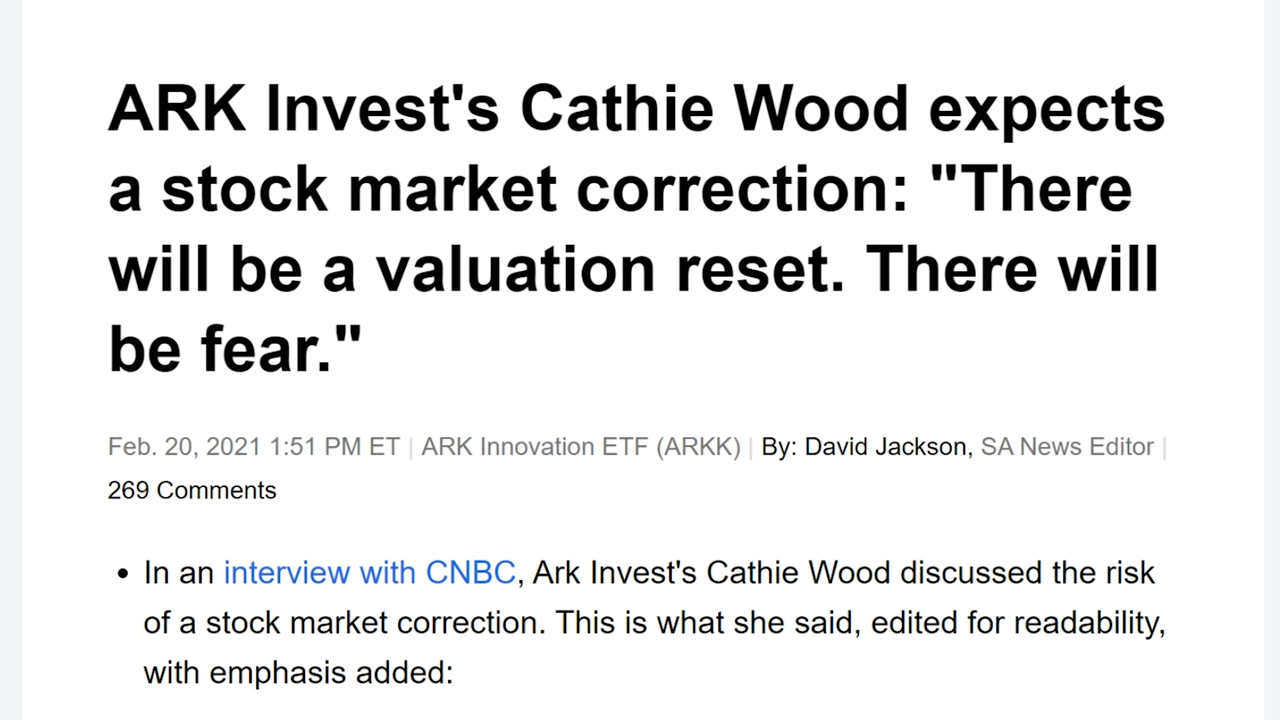 ARK Invest's Cathie Wood expects
a stock market correction: "There
will be a valuation reset. There will
be fear."
Feb. 20, 2021 1:51 PM ET | ARK Innovation ETF (ARKK) | By: David Jackson, SA News Editor |
269 Comments
• In an interview with CNBC, Ark Invest's Cathie Wood discussed the risk
of a stock market correction. This is what she said, edited for readability,
with emphasis added: